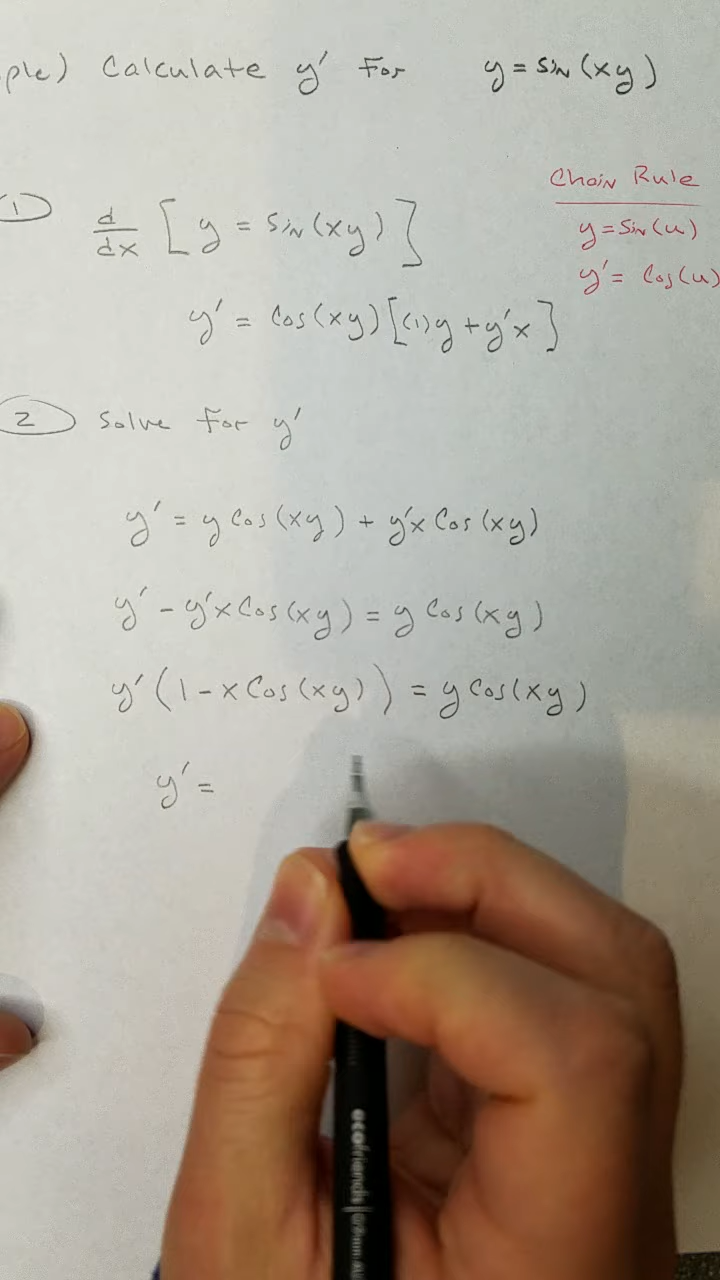 ple) Calculate y' For y = sin(xy)
Chain Rule
1 d/dx [y = sin(xy)]
y = sin(u)
y' = cos(u)
y' = cos(xy)[(1)y + y'x]
2 Solve for y'
y' = y cos(xy) + y'x cos(xy)
y' - y'x cos(xy) = y cos(xy)
y'(1 - x cos(xy)) = y cos(xy)
y' =
ecofriends